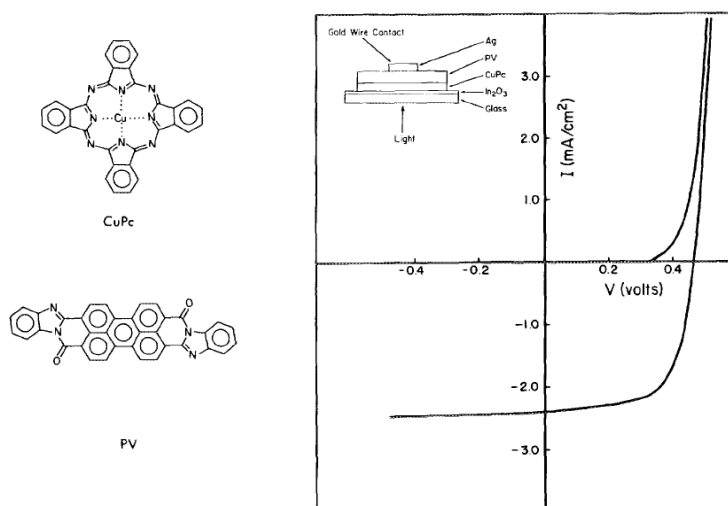 N
N
N
N
Cu
N
N
N
N
CuPc
N
O
N
N
O
N
PV
Gold Wire Contact
Ag
PV
CuPc
In₂O₃
Glass
Light
I (mA/cm²)
3.0
2.0
1.0
-0.4
-0.2
0.2
0.4
V (volts)
-1.0
-2.0
-3.0